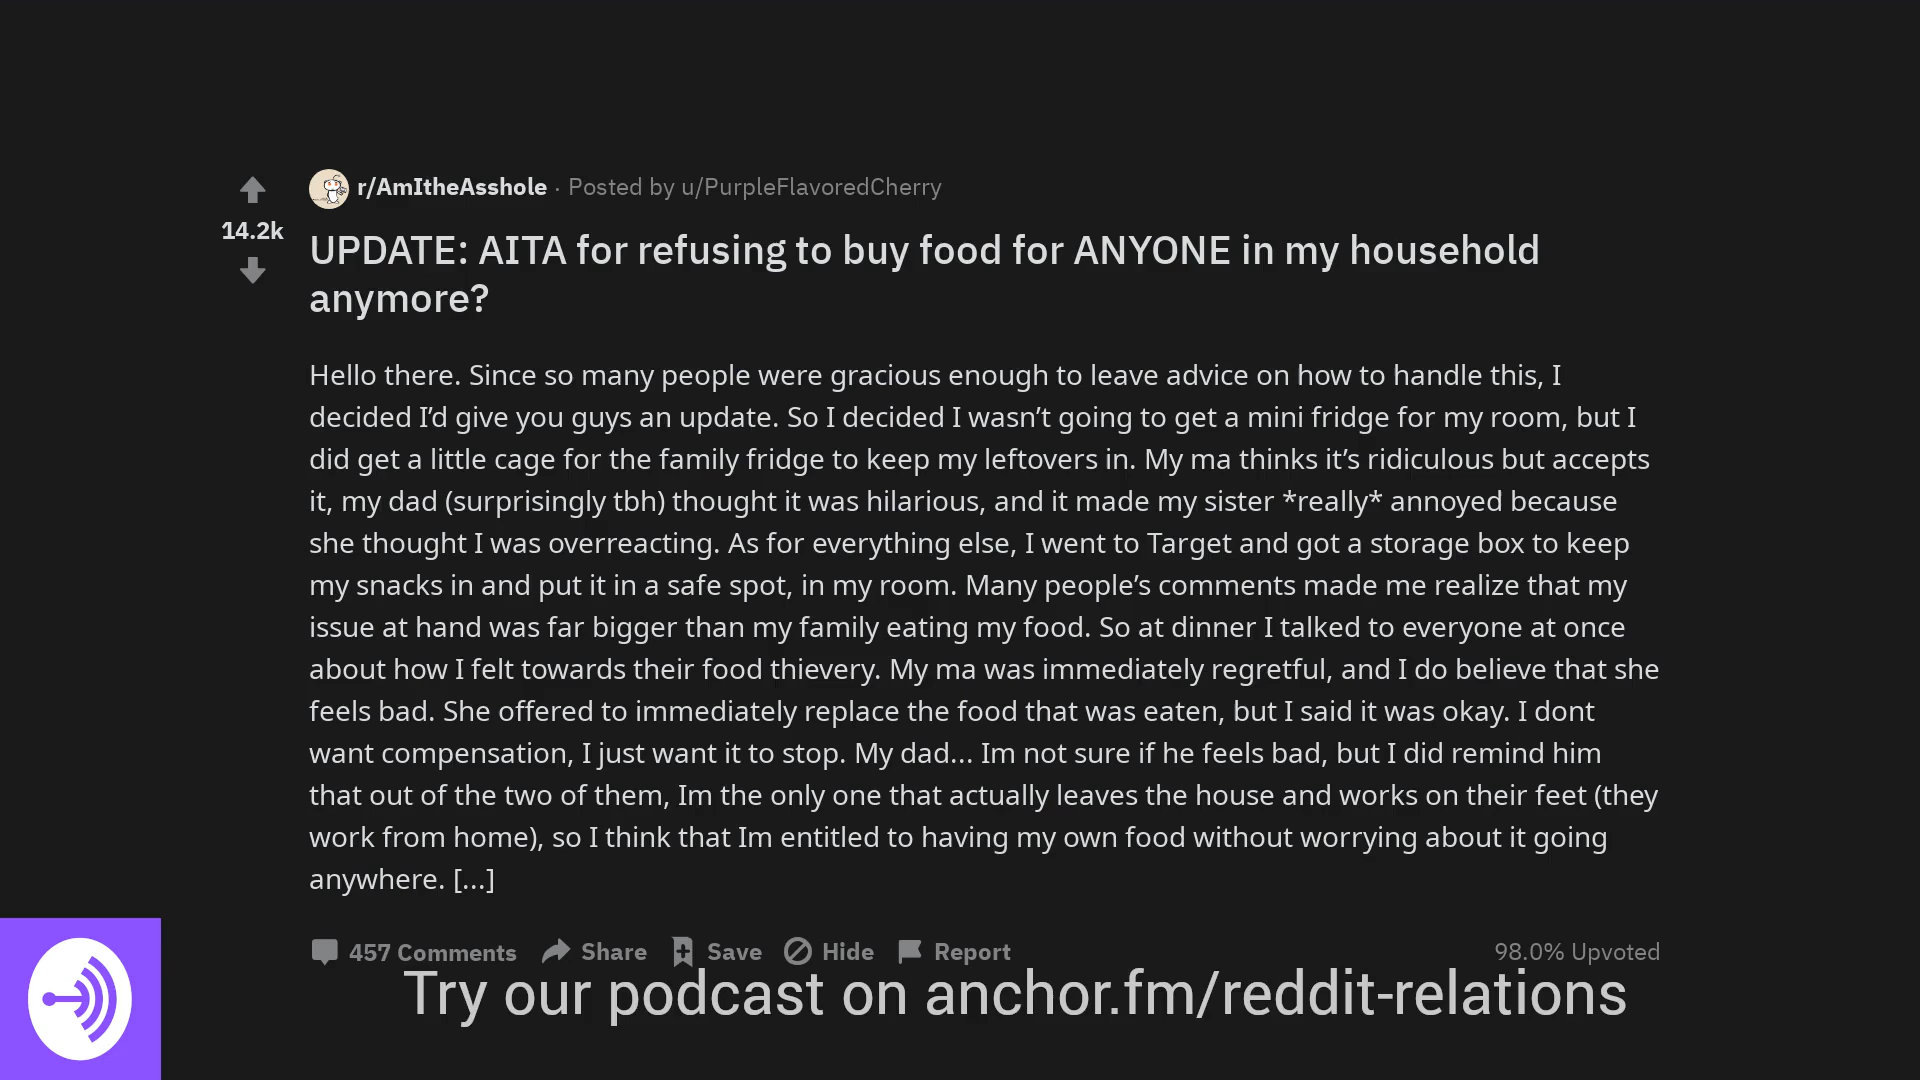 r/AmItheAsshole · Posted by u/PurpleFlavoredCherry
14.2k
UPDATE: AITA for refusing to buy food for ANYONE in my household
anymore?
Hello there. Since so many people were gracious enough to leave advice on how to handle this, I
decided I’d give you guys an update. So I decided I wasn’t going to get a mini fridge for my room, but I
did get a little cage for the family fridge to keep my leftovers in. My ma thinks it’s ridiculous but accepts
it, my dad (surprisingly tbh) thought it was hilarious, and it made my sister *really* annoyed because
she thought I was overreacting. As for everything else, I went to Target and got a storage box to keep
my snacks in and put it in a safe spot, in my room. Many people’s comments made me realize that my
issue at hand was far bigger than my family eating my food. So at dinner I talked to everyone at once
about how I felt towards their food thievery. My ma was immediately regretful, and I do believe that she
feels bad. She offered to immediately replace the food that was eaten, but I said it was okay. I dont
want compensation, I just want it to stop. My dad... Im not sure if he feels bad, but I did remind him
that out of the two of them, Im the only one that actually leaves the house and works on their feet (they
work from home), so I think that Im entitled to having my own food without worrying about it going
anywhere. [...]
457 Comments Share Save Hide Report 98.0% Upvoted
Try our podcast on anchor.fm/reddit-relations